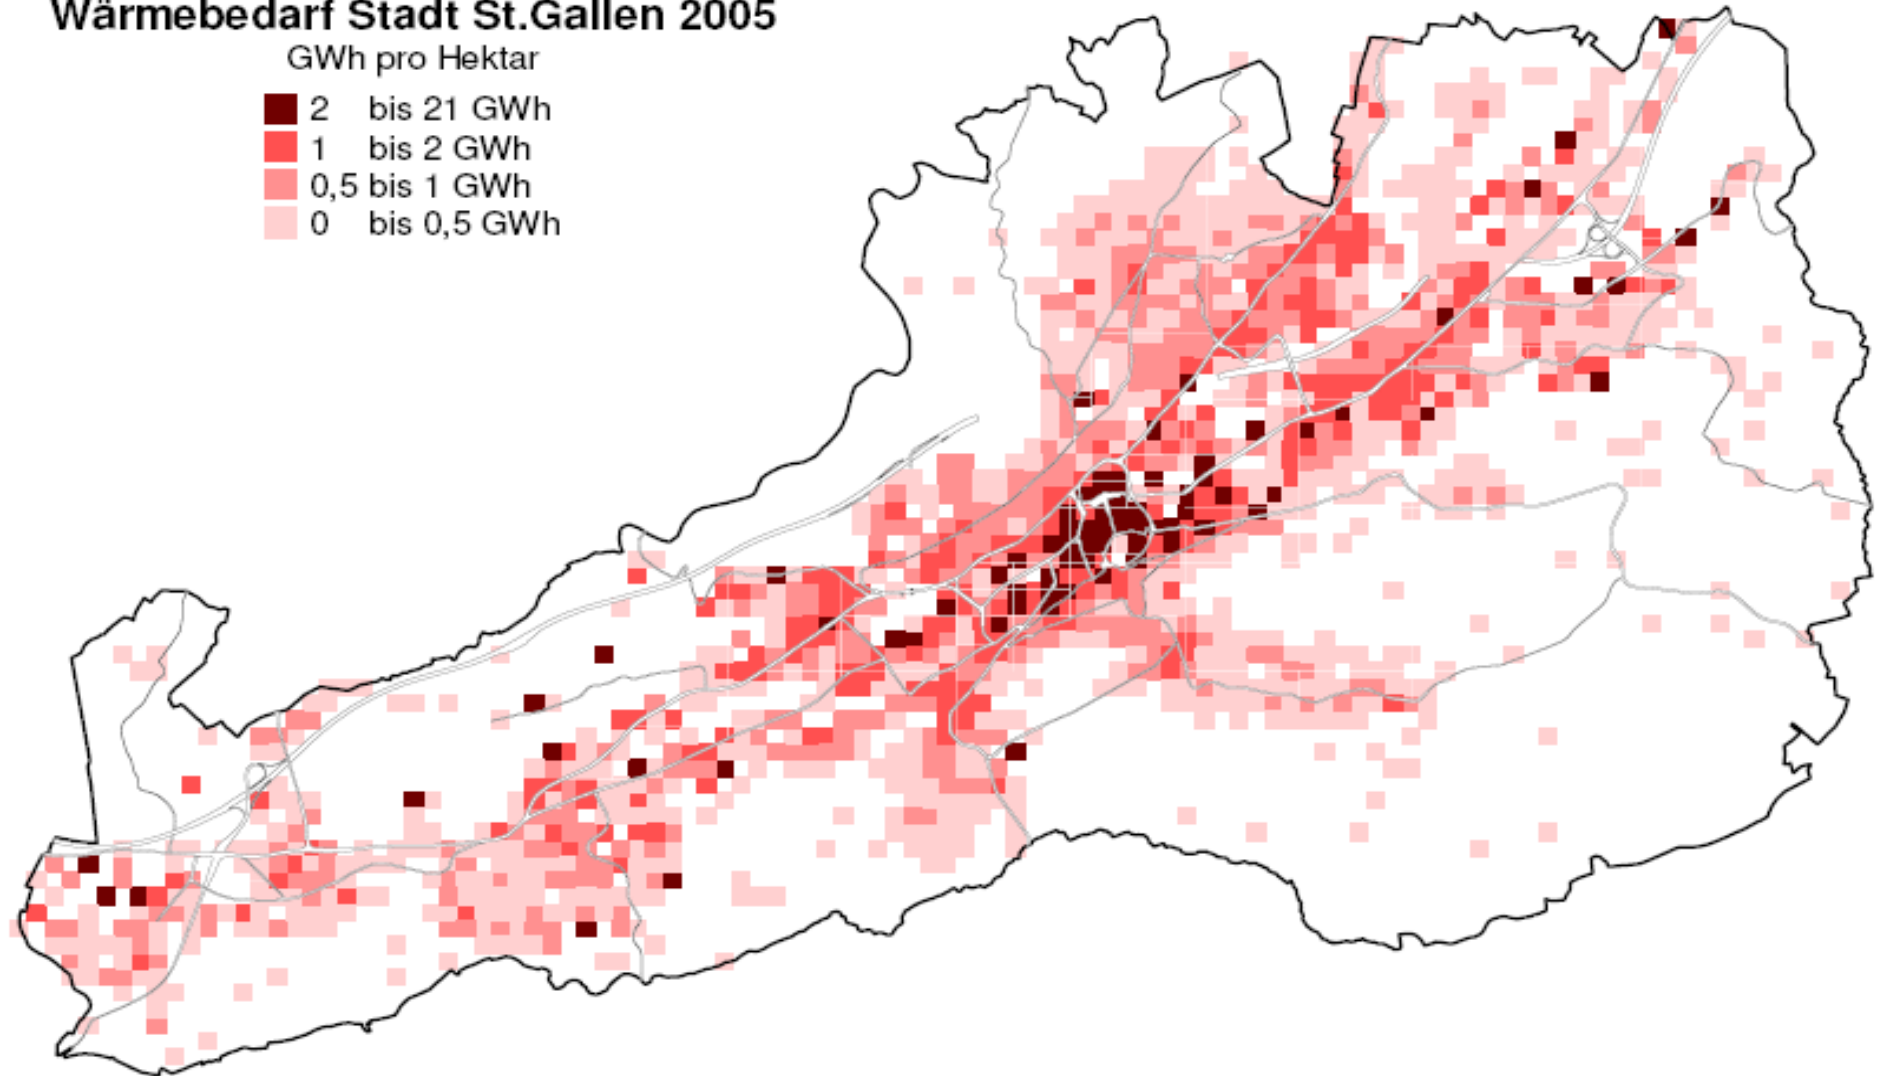 Wärmebedarf Stadt St.Gallen 2005
GWh pro Hektar
2 bis 21 GWh
1 bis 2 GWh
0,5 bis 1 GWh
0 bis 0,5 GWh